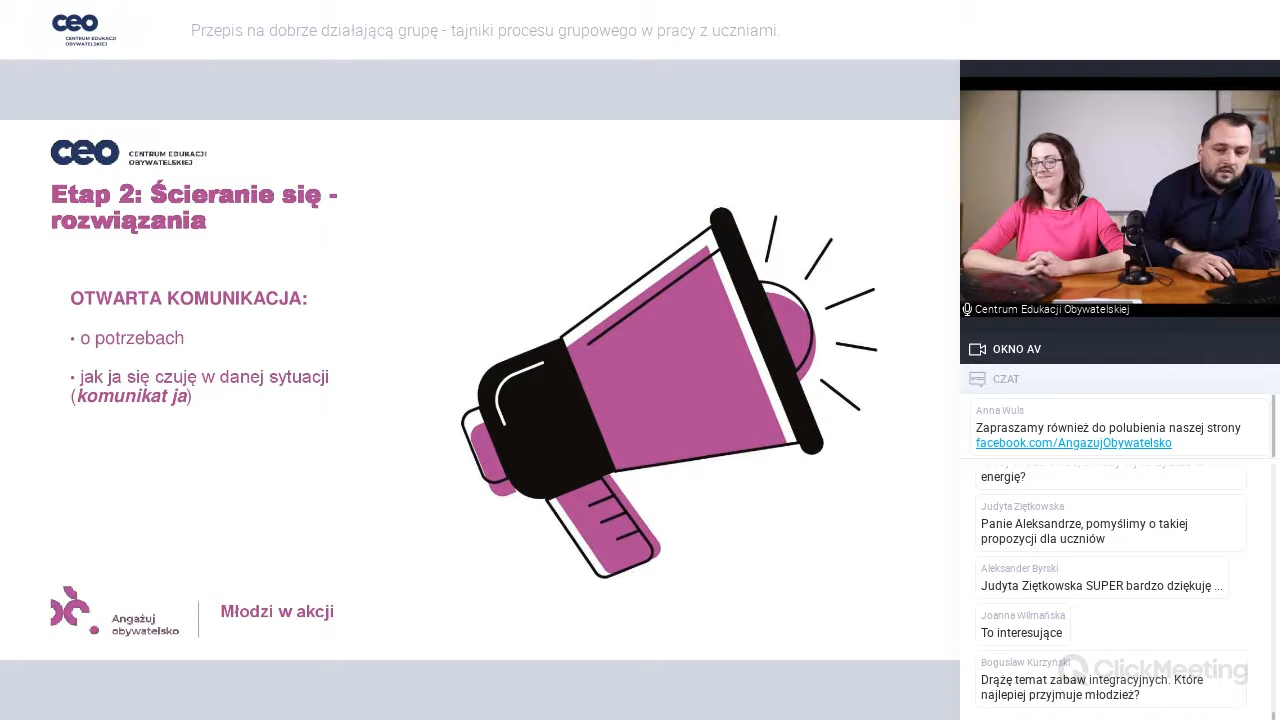 ceo
CENTRUM EDUKACJI
OBYWATELSKIEJ
Przepis na dobrze działającą grupę - tajniki procesu grupowego w pracy z uczniami.
ceo
CENTRUM EDUKACJI
OBYWATELSKIEJ
Etap 2: Ścieranie się -
rozwiązania
OTWARTA KOMUNIKACJA:
• o potrzebach
• jak ja się czuję w danej sytuacji
(komunikat ja)
Angażuj
obywatelsko
Młodzi w akcji
Centrum Edukacji Obywatelskiej
OKNO AV
CZAT
Anna Wuls
Zapraszamy również do polubienia naszej strony
facebook.com/AngazujObywatelsko
energię?
Judyta Ziętkowska
Panie Aleksandrze, pomyślimy o takiej
propozycji dla uczniów
Aleksander Byrski
Judyta Ziętkowska SUPER bardzo dziękuję ...
Joanna Wilmańska
To interesujące
Boguslaw Kurzyński
ClickMeeting
Drążę temat zabaw integracyjnych. Które
najlepiej przyjmuje młodzież?